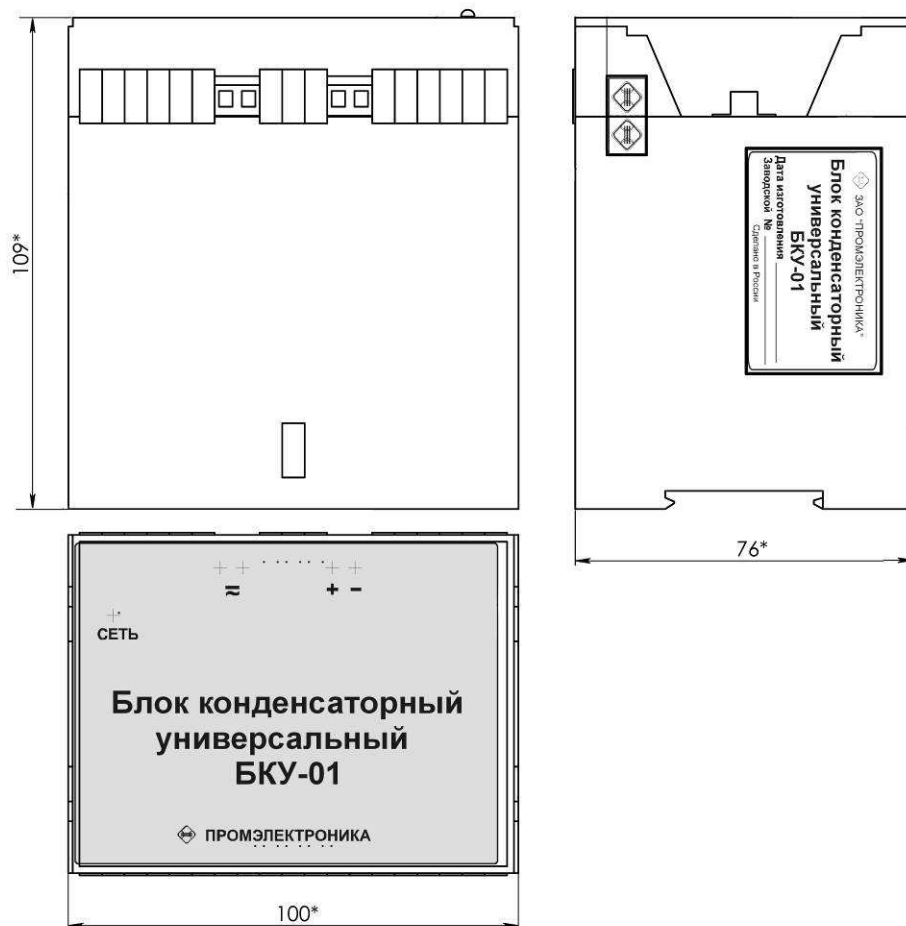 109*
ЗАО "ПРОМЭЛЕКТРОНИКА"
Блок конденсаторный
универсальный
БКУ-01
Дата изготовления
Заводской №
Сделано в России
76*
≂
+ −
СЕТЬ
Блок конденсаторный
универсальный
БКУ-01
ПРОМЭЛЕКТРОНИКА
100*